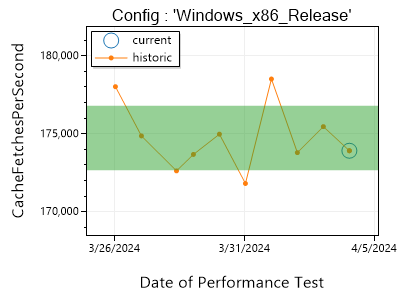 Config : 'Windows_x86_Release'
current
historic
CacheFetchesPerSecond
180,000
175,000
170,000
3/26/2024
3/31/2024
4/5/2024
Date of Performance Test